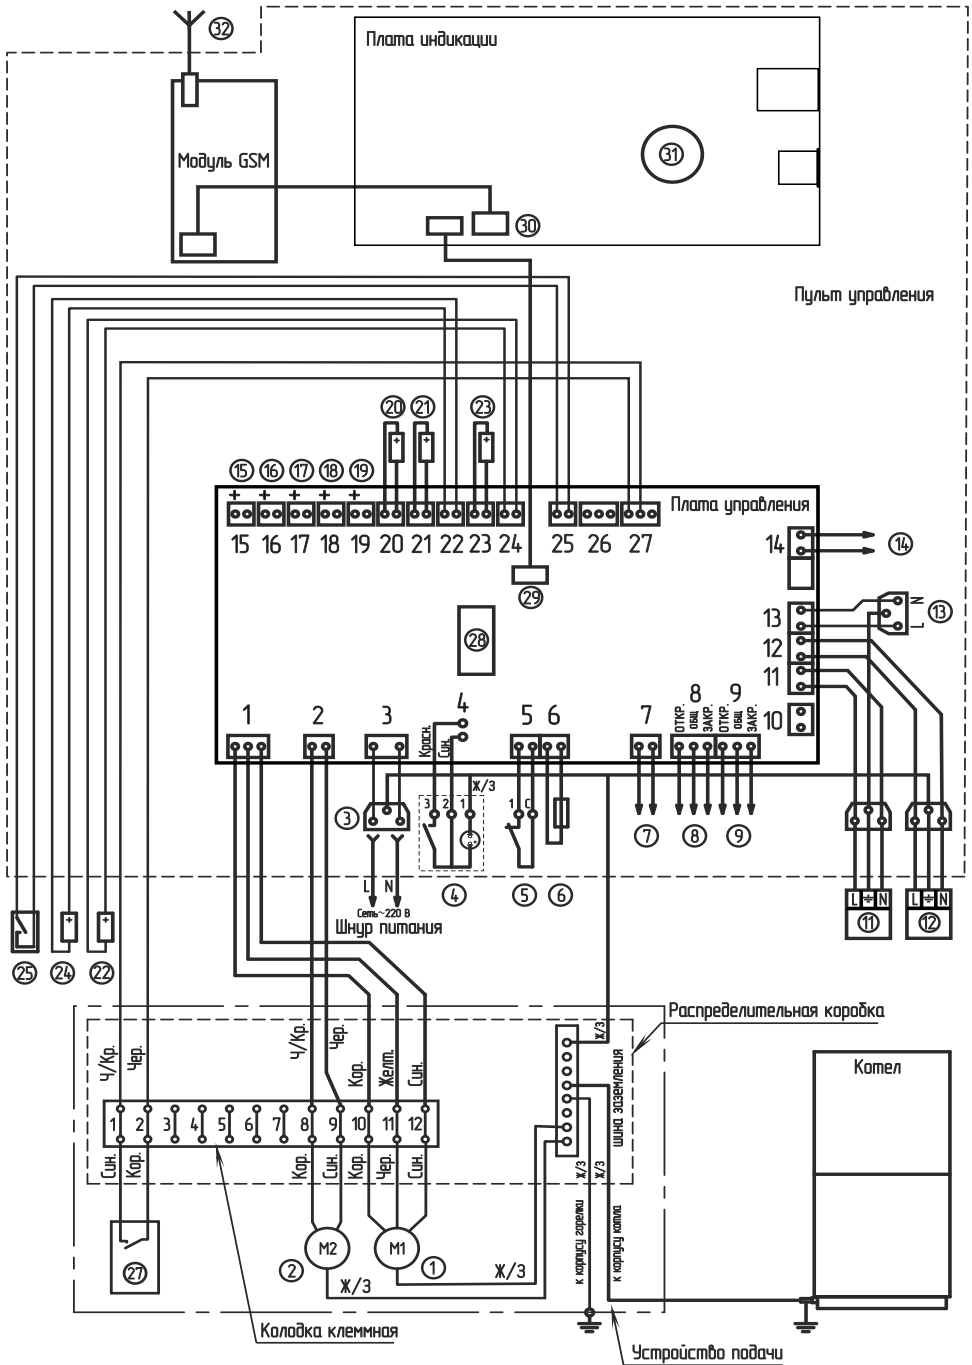 32
Плата индикации
Модуль GSM
31
30
Пульт управления
20 21 23
15 16 17 18 19
+ + + + +
Плата управления
15 16 17 18 19 20 21 22 23 24 25 26 27
14
14
29
28
13
N
L
13
12
11
10
1 2 3 4 5 6 7 8 9
Красн.
Син.
ОТКР.
ОБЩ
ЗАКР.
ОТКР.
ОБЩ
ЗАКР.
Ж/З
3 2 1
1 С
3
4 5 6 7 8 9
L N
Сеть~220 В
Шнур питания
L N
11
L N
12
25 24 22
Распределительная коробка
Ч/Кр.
Чер.
Ч/Кр.
Чер.
Кор.
Желт.
Син.
Ж/З
шина заземления
Котел
1 2 3 4 5 6 7 8 9 10 11 12
Син.
Кор.
Кор.
Син.
Кор.
Чер.
Син.
Ж/З
Ж/З
к корпусу горелки
к корпусу котла
27
М2
М1
2
1
Ж/З
Ж/З
Колодка клеммная
Устройство подачи